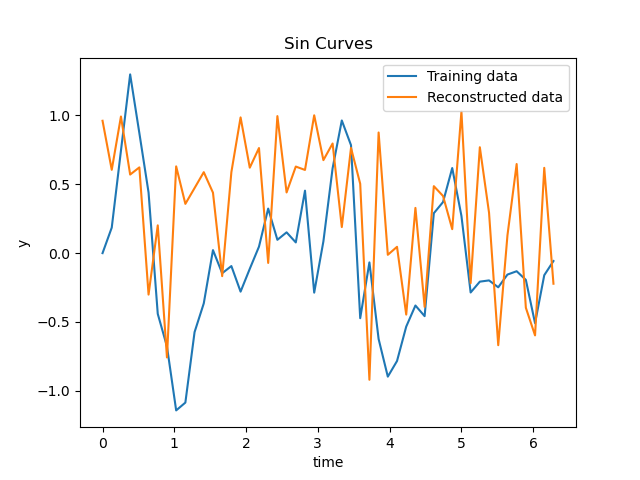 Sin Curves
Training data
Reconstructed data
1.0
0.5
0.0
−0.5
−1.0
y
0 1 2 3 4 5 6
time